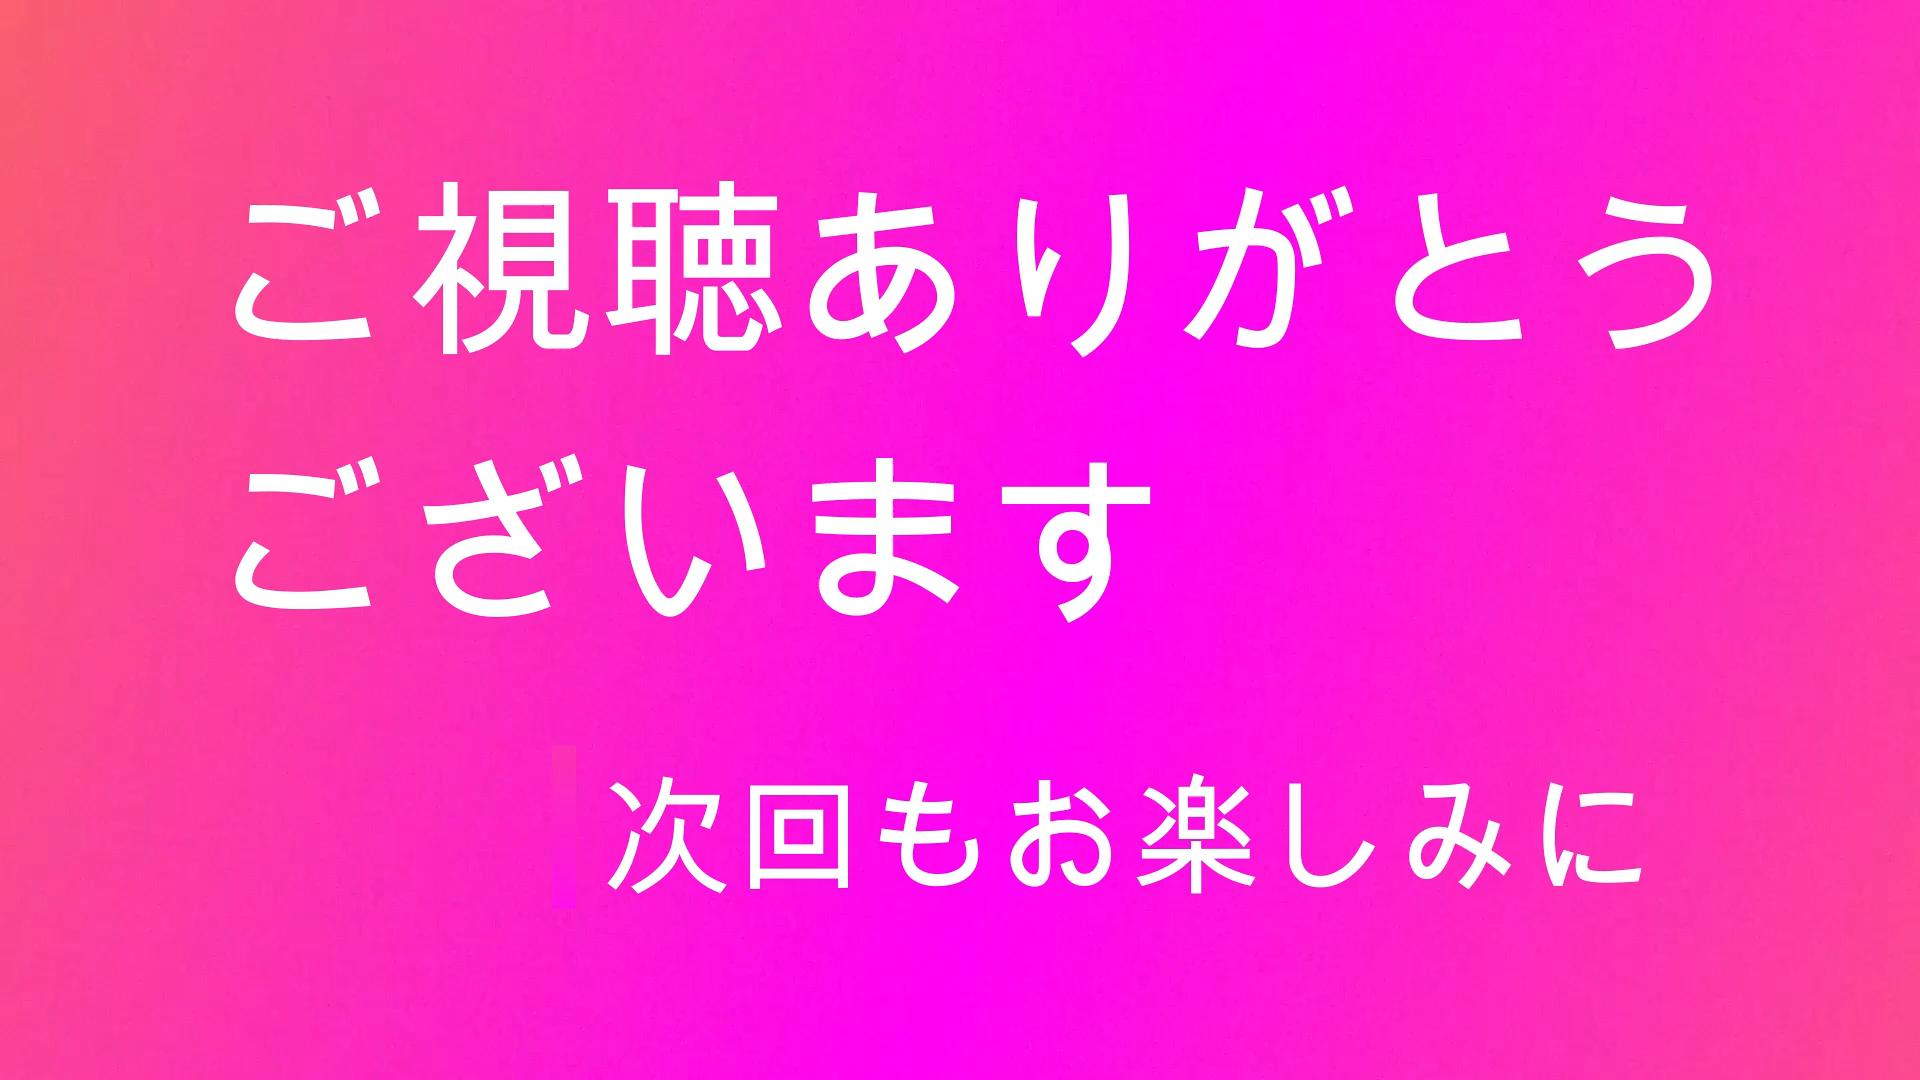 ご視聴ありがとう
ございます
次回もお楽しみに